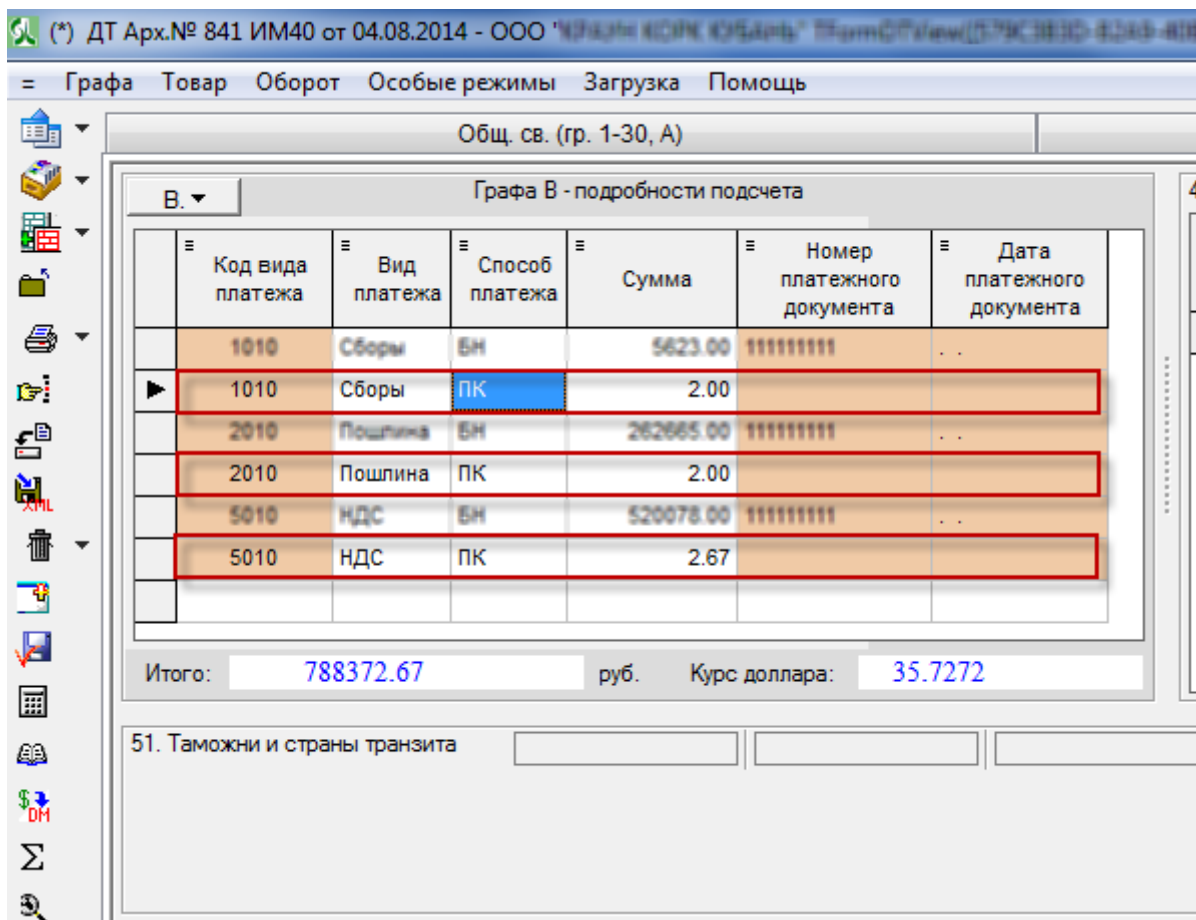 (*) ДТ Арх.№ 841 ИМ40 от 04.08.2014 - ООО "
= Графа Товар Оборот Особые режимы Загрузка Помощь
Общ. св. (гр. 1-30, А)
В. Графа В - подробности подсчета 4
Код вида платежа Вид платежа Способ платежа Сумма Номер платежного документа Дата платежного документа
1010 Сборы БН 5623.00 111111111 . .
1010 Сборы ПК 2.00
2010 Пошлина БН 262665.00 111111111 . .
2010 Пошлина ПК 2.00
5010 НДС БН 520078.00 111111111 . .
5010 НДС ПК 2.67
Итого: 788372.67 руб. Курс доллара: 35.7272
51. Таможни и страны транзита
XML
$ DM
Σ